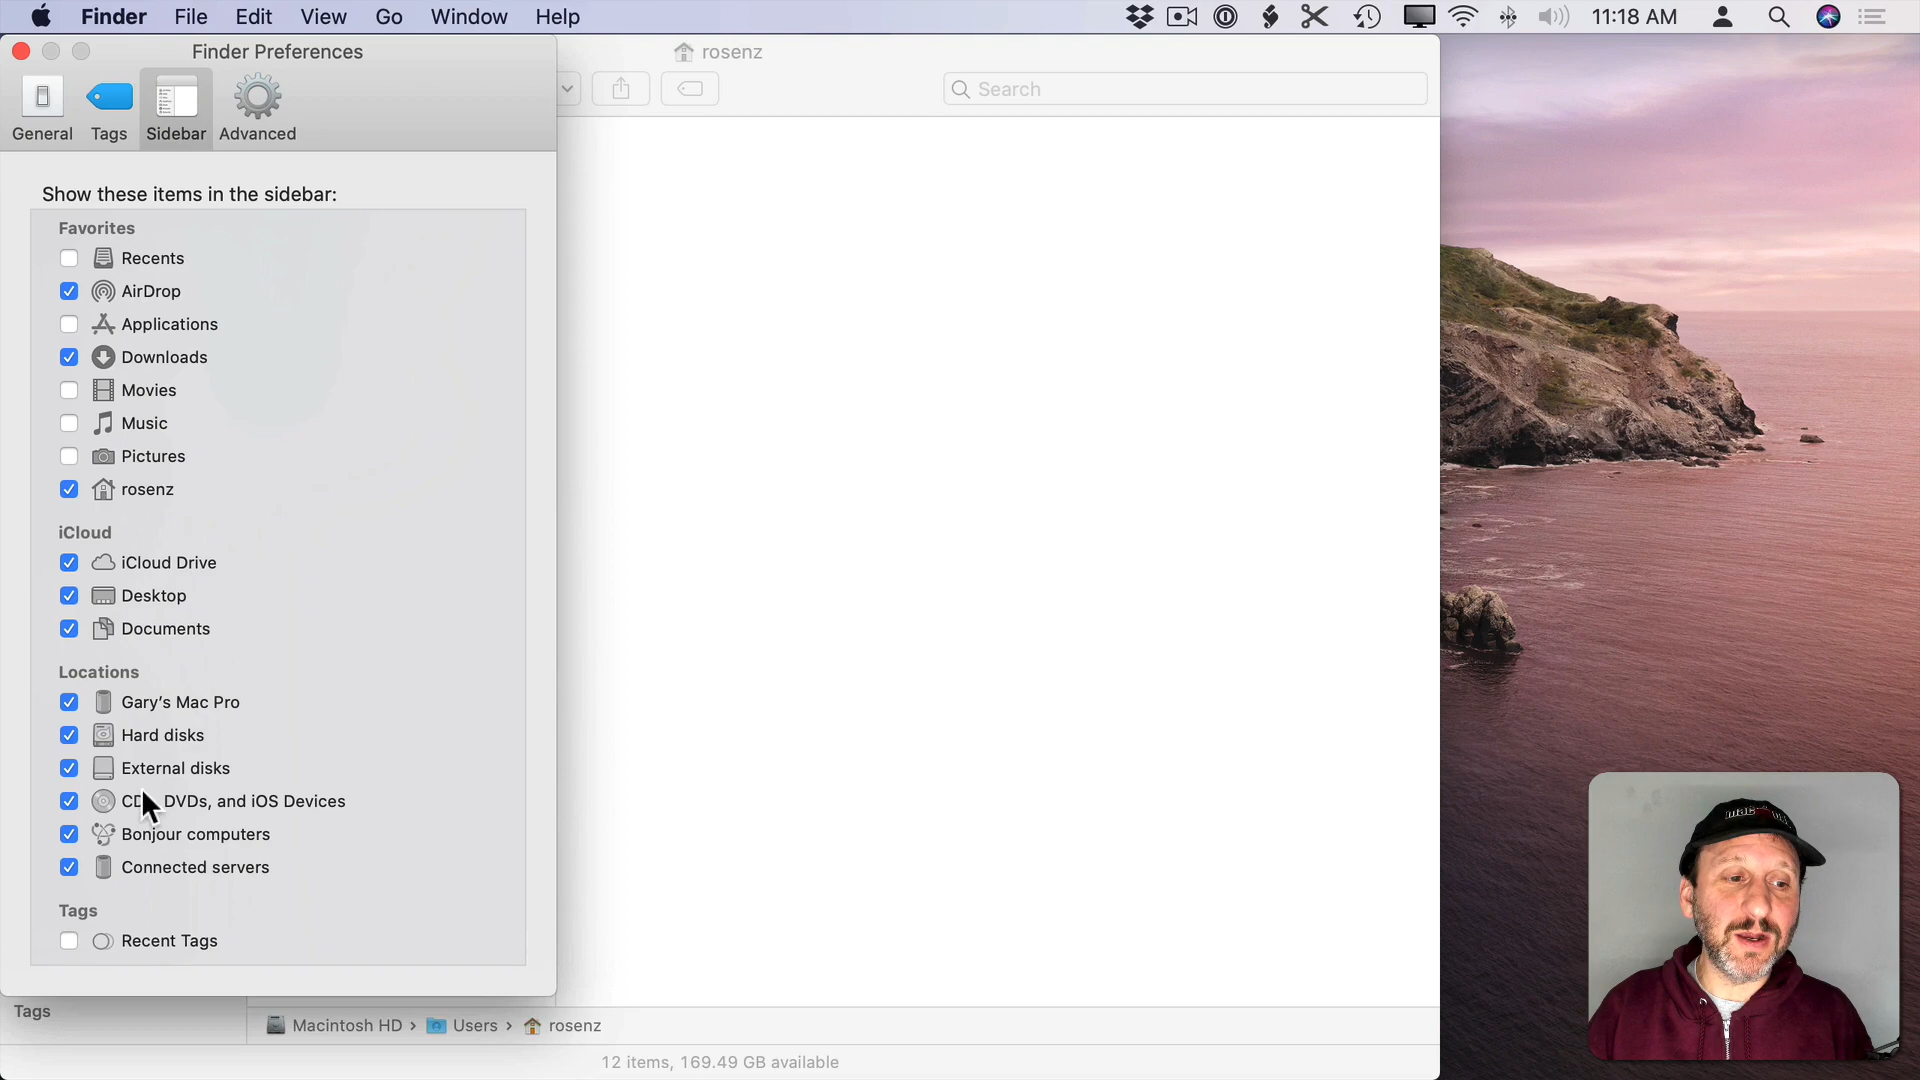 Finder File Edit View Go Window Help 11:18 AM
Finder Preferences
rosenz
General Tags Sidebar Advanced
Search
Show these items in the sidebar:
Favorites
Recents
AirDrop
Applications
Downloads
Movies
Music
Pictures
rosenz
iCloud
iCloud Drive
Desktop
Documents
Locations
Gary's Mac Pro
Hard disks
External disks
DVDs, and iOS Devices
Bonjour computers
Connected servers
Tags
Recent Tags
Tags
Macintosh HD › Users › rosenz
12 items, 169.49 GB available